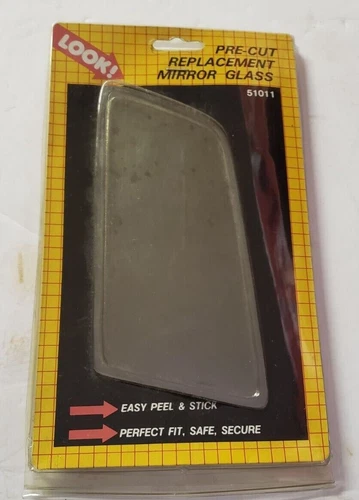 LOOK!
PRE-CUT
REPLACEMENT
MIRROR GLASS
51011
EASY PEEL & STICK
PERFECT FIT, SAFE, SECURE